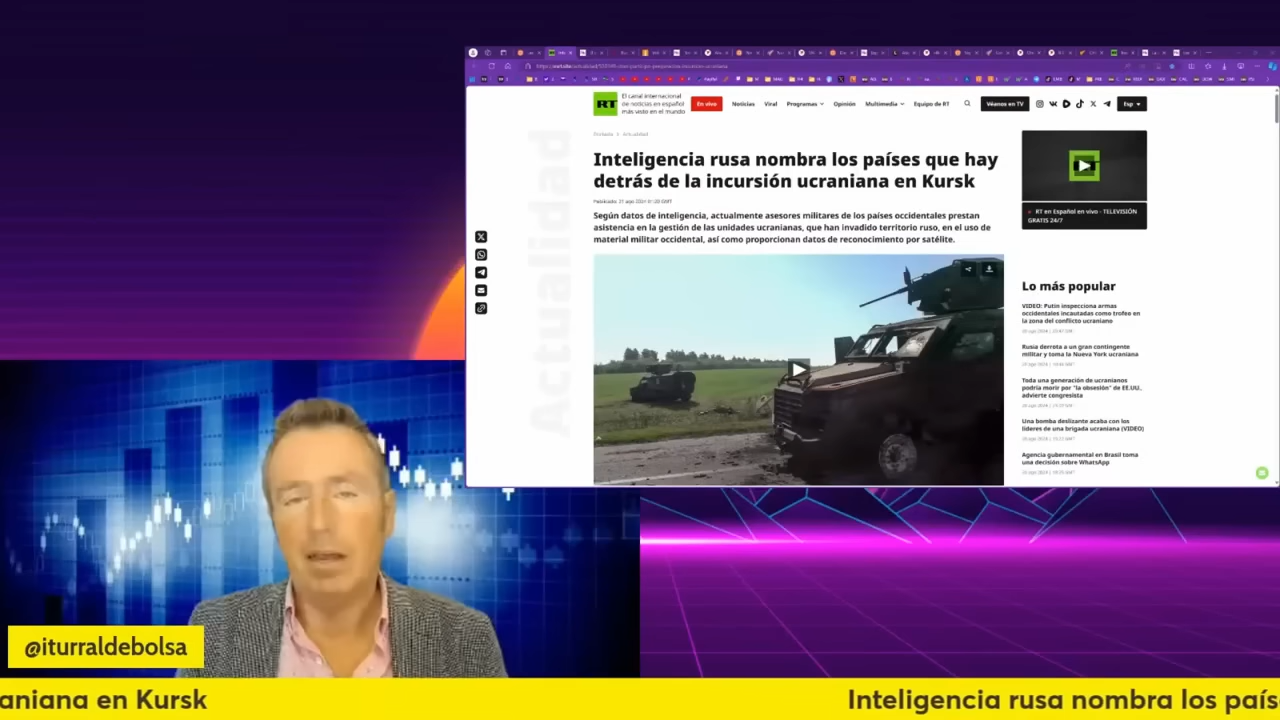 RT
El canal internacional
de noticias en español
más visto en el mundo
En vivo
Noticias
Viral
Programas
Opinión
Multimedia
Equipo de RT
Véanos en TV
Esp
Portada > Actualidad
Actualidad
Inteligencia rusa nombra los países que hay
detrás de la incursión ucraniana en Kursk
Según datos de inteligencia, actualmente asesores militares de los países occidentales prestan
asistencia en la gestión de las unidades ucranianas, que han invadido territorio ruso, en el uso de
material militar occidental, así como proporcionan datos de reconocimiento por satélite.
RT en Español en vivo - TELEVISIÓN
GRATIS 24/7
Lo más popular
VIDEO: Putin inspecciona armas
occidentales incautadas como trofeo en
la zona del conflicto ucraniano
Rusia derrota a un gran contingente
militar y toma la Nueva York ucraniana
Toda una generación de ucranianos
podría morir por "la obsesión" de EE.UU.,
advierte congresista
Una bomba deslizante acaba con los
líderes de una brigada ucraniana (VIDEO)
Agencia gubernamental en Brasil toma
una decisión sobre WhatsApp
@iturraldebolsa
aniana en Kursk
Inteligencia rusa nombra los país